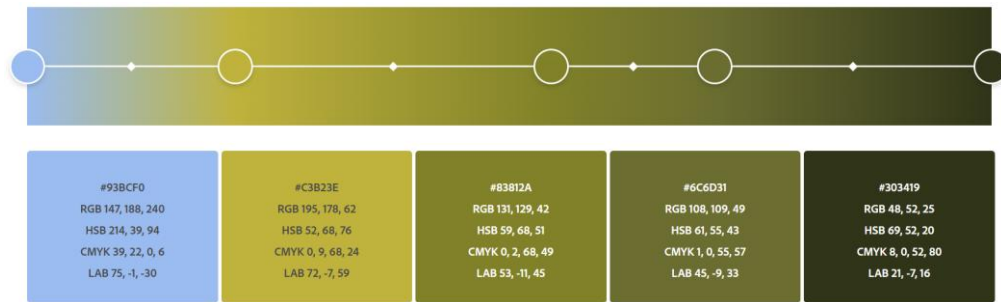 #93BCF0
RGB 147, 188, 240
HSB 214, 39, 94
CMYK 39, 22, 0, 6
LAB 75, -1, -30
#C3B23E
RGB 195, 178, 62
HSB 52, 68, 76
CMYK 0, 9, 68, 24
LAB 72, -7, 59
#83812A
RGB 131, 129, 42
HSB 59, 68, 51
CMYK 0, 2, 68, 49
LAB 53, -11, 45
#6C6D31
RGB 108, 109, 49
HSB 61, 55, 43
CMYK 1, 0, 55, 57
LAB 45, -9, 33
#303419
RGB 48, 52, 25
HSB 69, 52, 20
CMYK 8, 0, 52, 80
LAB 21, -7, 16